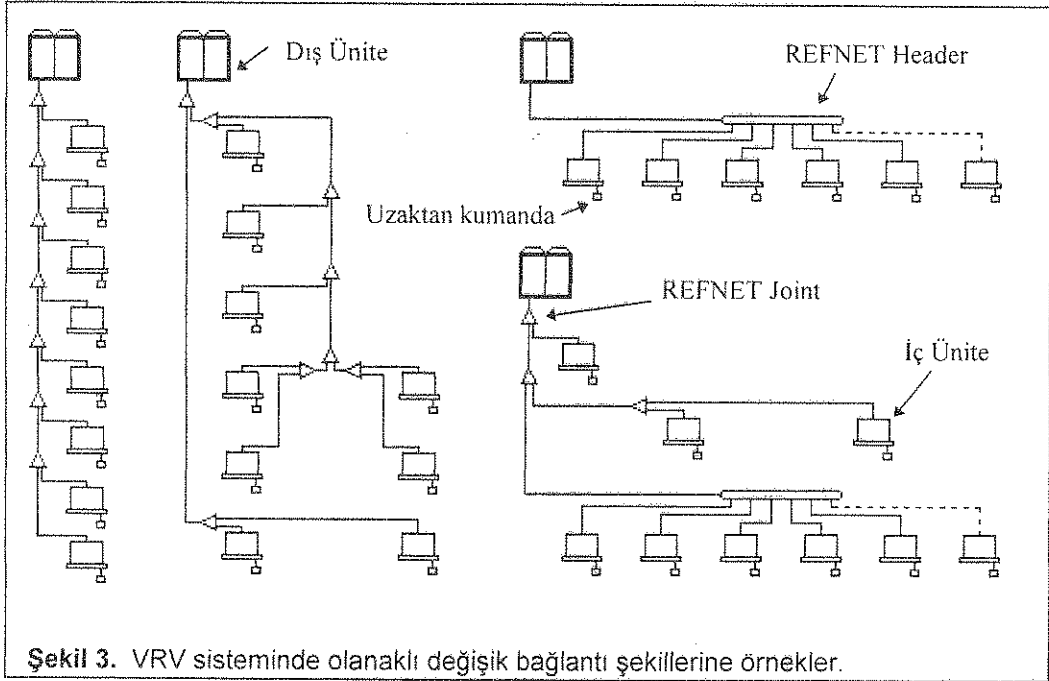 Dış Ünite
REFNET Header
Uzaktan kumanda
REFNET Joint
İç Ünite
Şekil 3. VRV sisteminde olanaklı değişik bağlantı şekillerine örnekler.